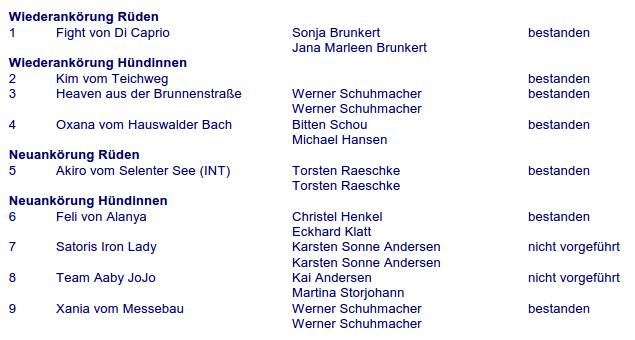 Wiederankörung Rüden
1 Fight von Di Caprio Sonja Brunkert bestanden
Jana Marleen Brunkert
Wiederankörung Hündinnen
2 Kim vom Teichweg bestanden
3 Heaven aus der Brunnenstraße Werner Schuhmacher bestanden
Werner Schuhmacher
4 Oxana vom Hauswalder Bach Bitten Schou bestanden
Michael Hansen
Neuankörung Rüden
5 Akiro vom Selenter See (INT) Torsten Raeschke bestanden
Torsten Raeschke
Neuankörung Hündinnen
6 Feli von Alanya Christel Henkel bestanden
Eckhard Klatt
7 Satoris Iron Lady Karsten Sonne Andersen nicht vorgeführt
Karsten Sonne Andersen
8 Team Aaby JoJo Kai Andersen nicht vorgeführt
Martina Storjohann
9 Xania vom Messebau Werner Schuhmacher bestanden
Werner Schuhmacher